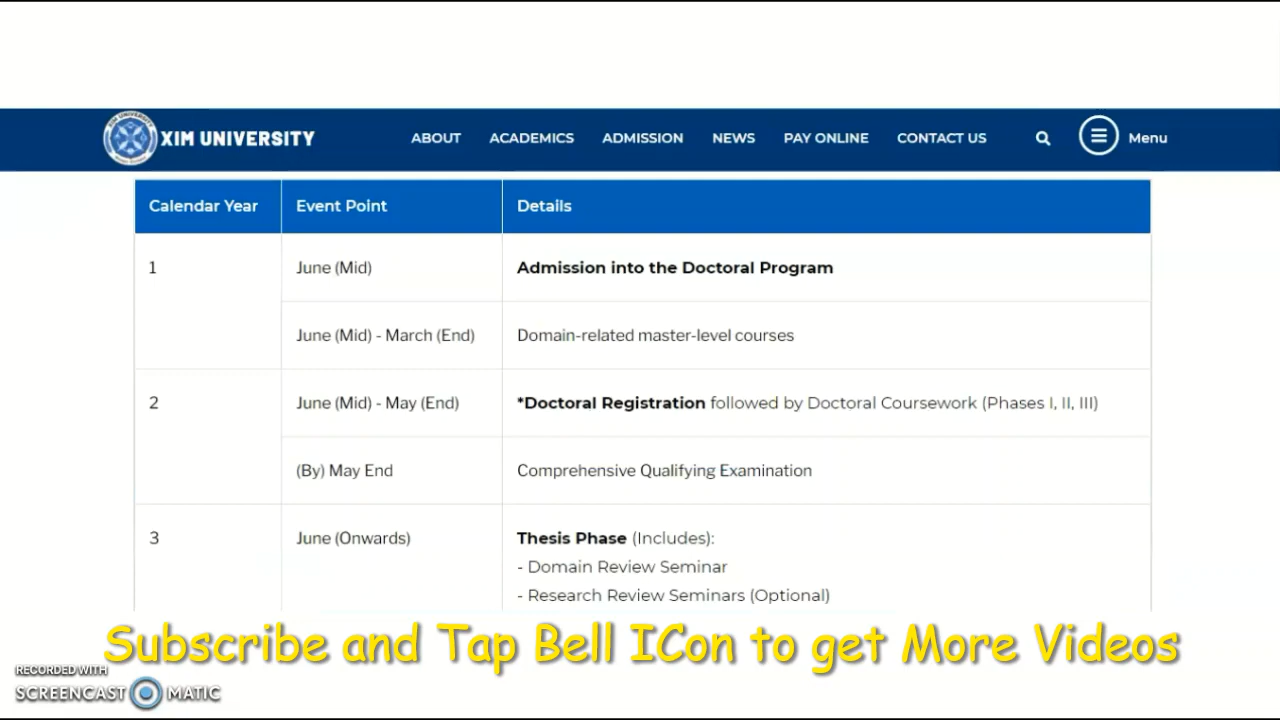 XIM UNIVERSITY
ABOUT ACADEMICS ADMISSION NEWS PAY ONLINE CONTACT US Menu
Calendar Year Event Point Details
1 June (Mid) Admission into the Doctoral Program
June (Mid) - March (End) Domain-related master-level courses
2 June (Mid) - May (End) *Doctoral Registration followed by Doctoral Coursework (Phases I, II, III)
(By) May End Comprehensive Qualifying Examination
3 June (Onwards) Thesis Phase (Includes):
- Domain Review Seminar
- Research Review Seminars (Optional)
Subscribe and Tap Bell ICon to get More Videos
RECORDED WITH
SCREENCAST MATIC